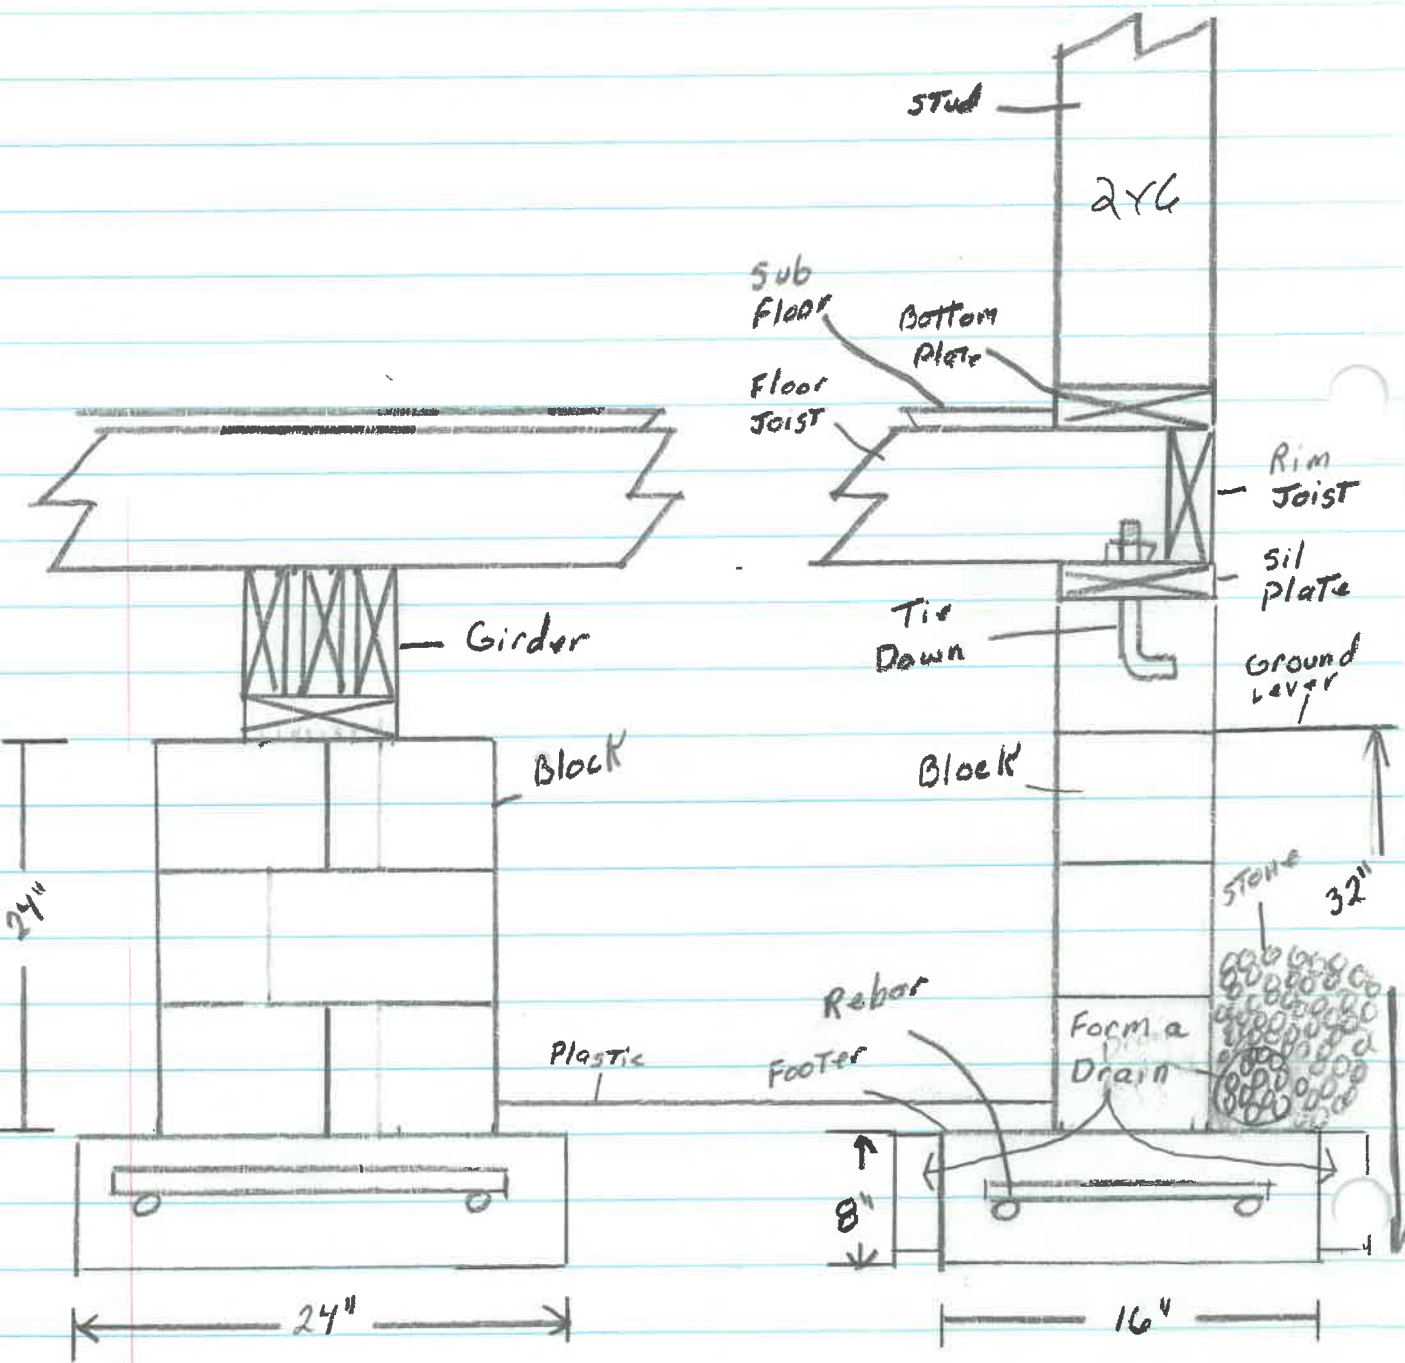 Stud
2x6
Sub
Floor
Bottom
Plate
Floor
Joist
Rim
Joist
Sil
Plate
Girder
Tie
Down
Ground
Lever
Block
Block
24"
Stone
32"
Rebar
Form a
Drain
Plastic
Footer
8"
24"
16"